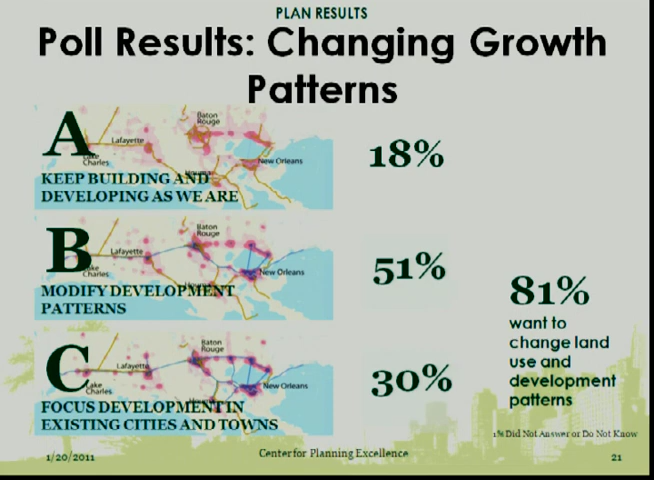 PLAN RESULTS
Poll Results: Changing Growth
Patterns
A
Baton
Rouge
Lafayette
Lake
Charles
New Orleans
KEEP BUILDING AND
DEVELOPING AS WE ARE
18%
B
Baton
Rouge
Lafayette
Lake
Charles
New Orleans
MODIFY DEVELOPMENT
PATTERNS
51%
C
Baton
Rouge
Lafayette
Lake
Charles
New Orleans
FOCUS DEVELOPMENT IN
EXISTING CITIES AND TOWNS
30%
81%
want to
change land
use and
development
patterns
1% Did Not Answer or Do Not Know
1/20/2011
Center for Planning Excellence
21